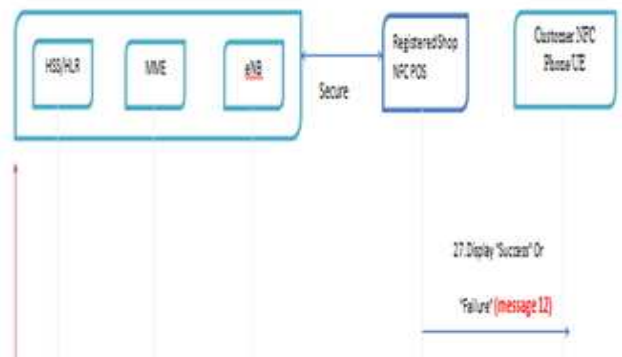 HSS/HLR
MME
eNB
Secure
Registered Shop
NFC POS
Customer NFC
Phone UE
27.Display "Success" Or
"Failure" (message 12)